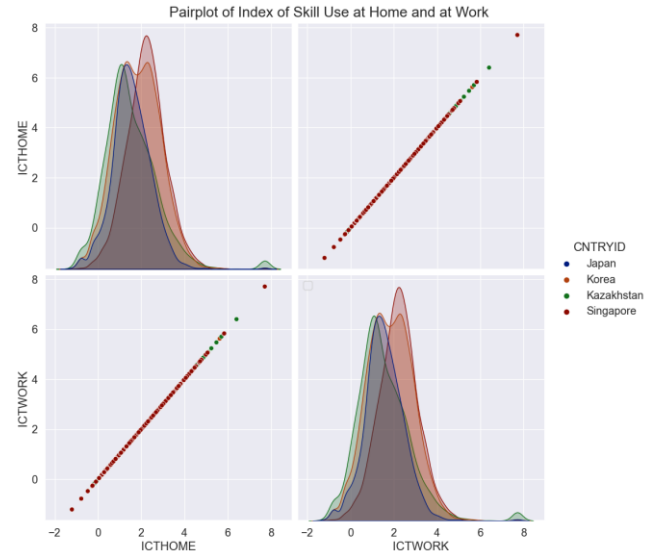 Pairplot of Index of Skill Use at Home and at Work
8
6
4
2
0
ICTHOME
CNTRYID
Japan
Korea
Kazakhstan
Singapore
8
6
4
2
0
ICTWORK
−2 0 2 4 6 8
−2 0 2 4 6 8
ICTHOME
ICTWORK